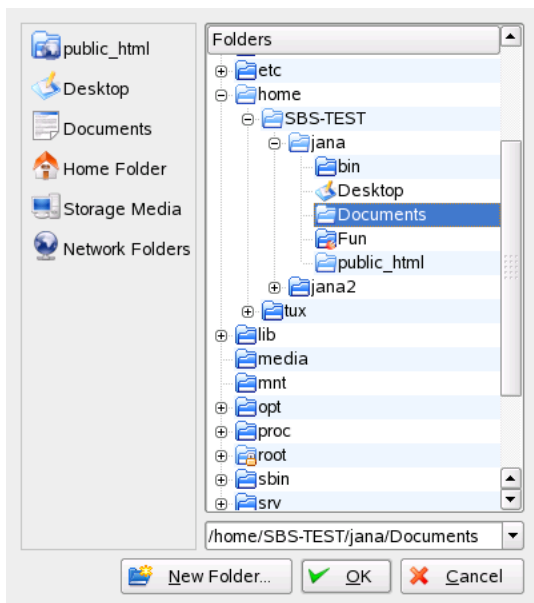 public_html
Desktop
Documents
Home Folder
Storage Media
Network Folders
Folders
etc
home
SBS-TEST
jana
bin
Desktop
Documents
Fun
public_html
jana2
tux
lib
media
mnt
opt
proc
root
sbin
srv
/home/SBS-TEST/jana/Documents
New Folder...
OK
Cancel